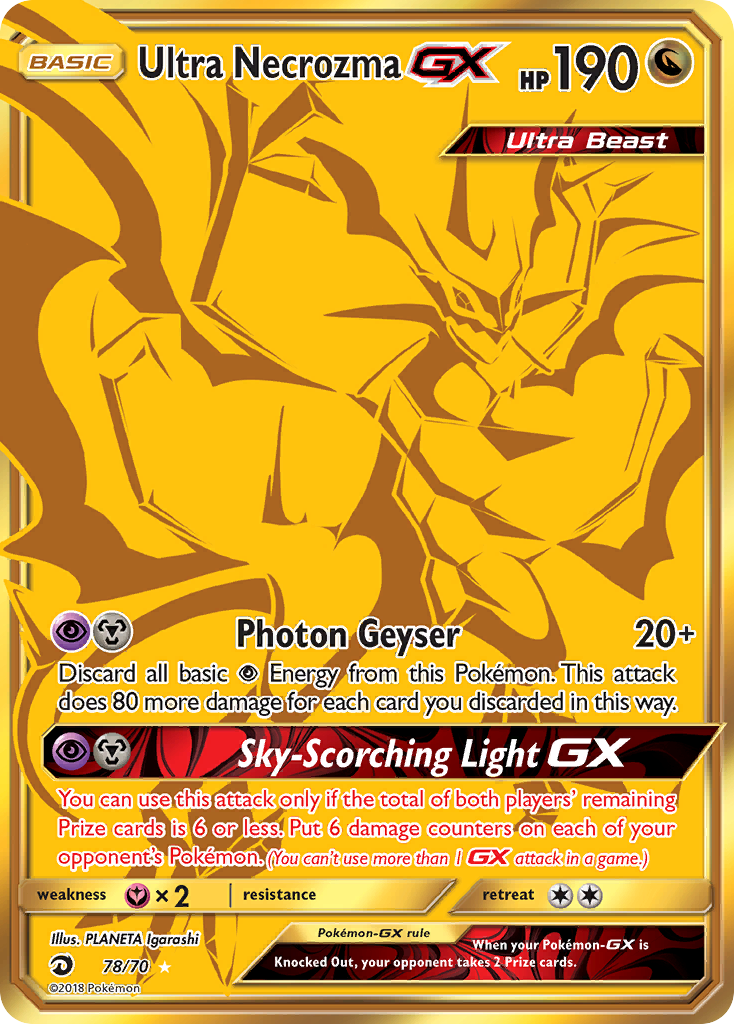 BASIC Ultra Necrozma GX HP 190
Ultra Beast
Photon Geyser 20+
Discard all basic Energy from this Pokémon. This attack
does 80 more damage for each card you discarded in this way.
Sky-Scorching Light GX
You can use this attack only if the total of both players' remaining
Prize cards is 6 or less. Put 6 damage counters on each of your
opponent's Pokémon. (You can't use more than 1 GX attack in a game.)
weakness ×2 resistance retreat
Illus. PLANETA Igarashi
78/70
©2018 Pokémon
Pokémon-GX rule
When your Pokémon-GX is
Knocked Out, your opponent takes 2 Prize cards.